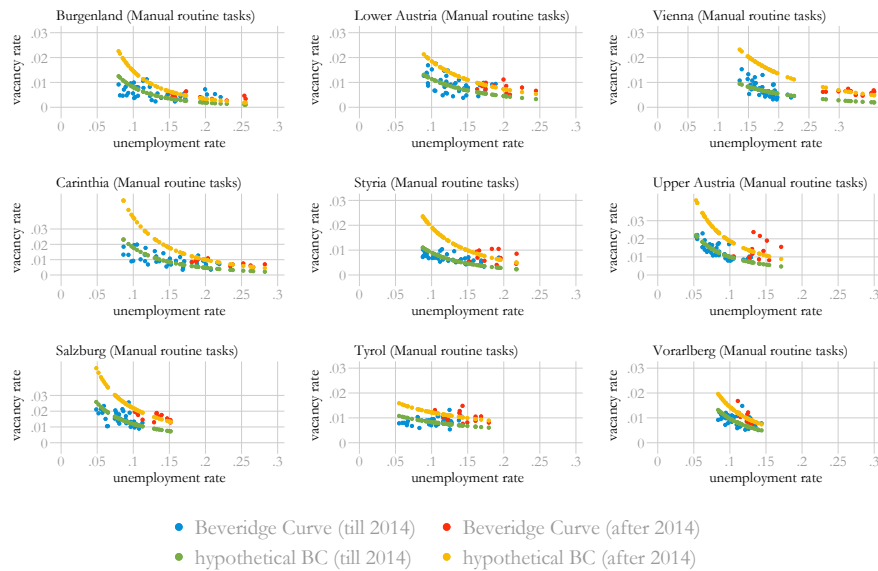 Burgenland (Manual routine tasks)
vacancy rate
.03
.02
.01
0
0 .05 .1 .15 .2 .25 .3
unemployment rate
Lower Austria (Manual routine tasks)
vacancy rate
.03
.02
.01
0
0 .05 .1 .15 .2 .25 .3
unemployment rate
Vienna (Manual routine tasks)
vacancy rate
.03
.02
.01
0
0 .05 .1 .15 .2 .3
unemployment rate
Carinthia (Manual routine tasks)
vacancy rate
.03
.02
.01
0
0 .05 .1 .15 .2 .25 .3
unemployment rate
Styria (Manual routine tasks)
vacancy rate
.03
.02
.01
0
0 .05 .1 .15 .2 .25 .3
unemployment rate
Upper Austria (Manual routine tasks)
vacancy rate
.03
.02
.01
0
0 .05 .1 .15 .2 .25 .3
unemployment rate
Salzburg (Manual routine tasks)
vacancy rate
.03
.02
.01
0
0 .05 .1 .15 .2 .25 .3
unemployment rate
Tyrol (Manual routine tasks)
vacancy rate
.03
.02
.01
0
0 .05 .1 .15 .2 .25 .3
unemployment rate
Vorarlberg (Manual routine tasks)
vacancy rate
.03
.02
.01
0
0 .05 .1 .15 .2 .25 .3
unemployment rate
Beveridge Curve (till 2014) Beveridge Curve (after 2014)
hypothetical BC (till 2014) hypothetical BC (after 2014)